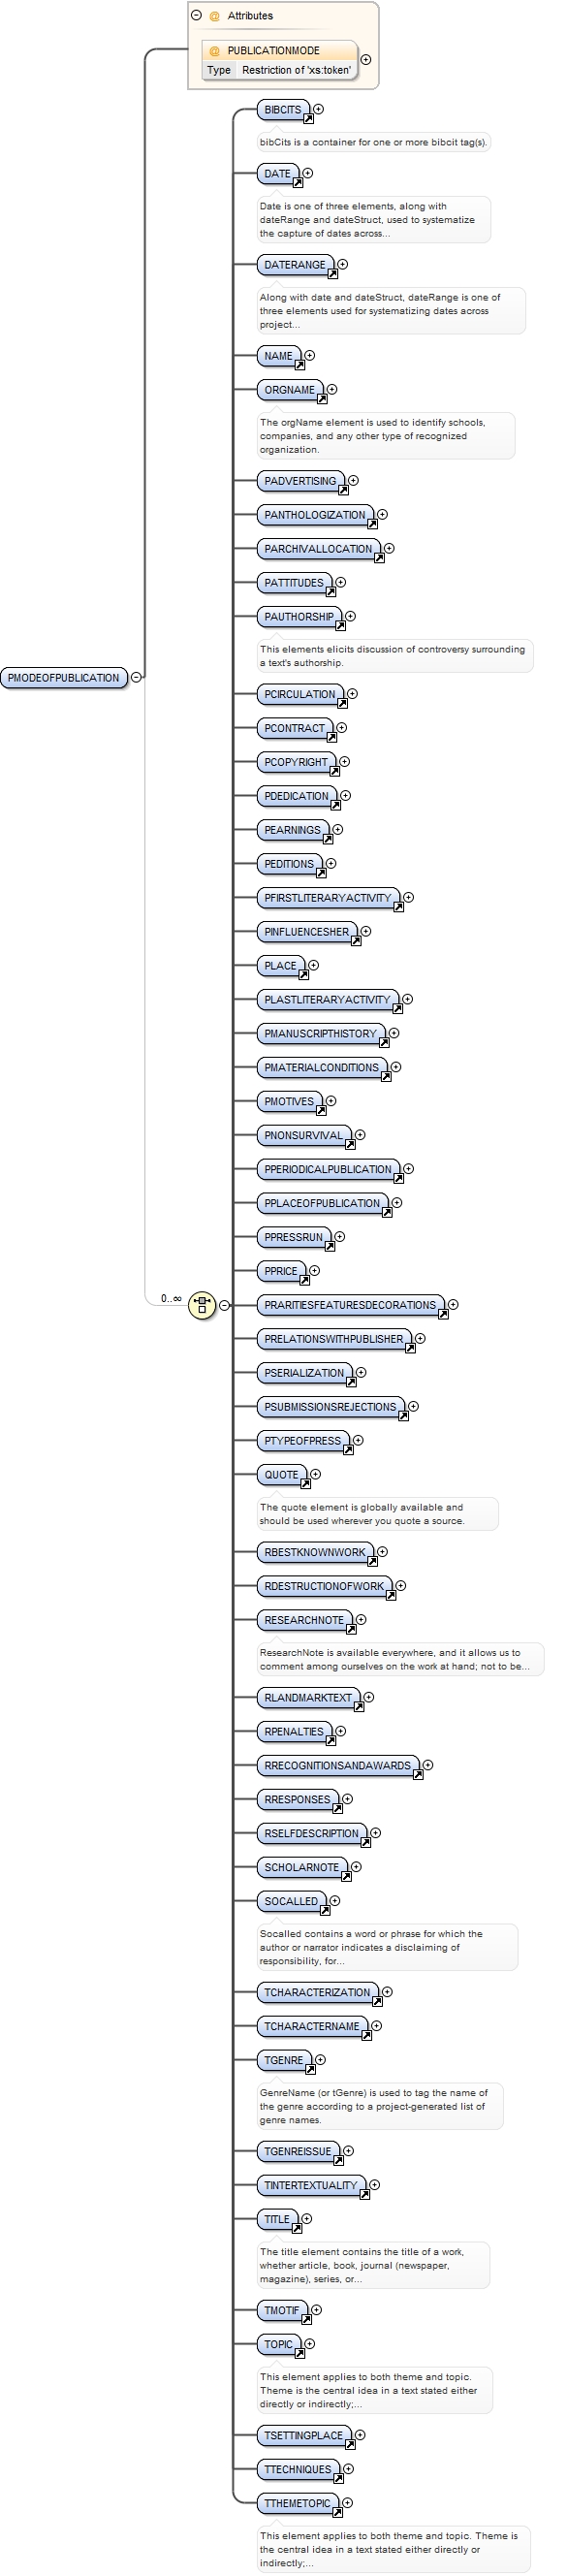 Attributes
@ PUBLICATIONMODE
Type Restriction of 'xs:token'
BIBCITS
bibCits is a container for one or more bibcit tag(s).
DATE
Date is one of three elements, along with
dateRange and dateStruct, used to systematize
the capture of dates across...
DATERANGE
Along with date and dateStruct, dateRange is one of
three elements used for systematizing dates across
project...
NAME
ORGNAME
The orgName element is used to identify schools,
companies, and any other type of recognized
organization.
PADVERTISING
PANTHOLOGIZATION
PARCHIVALLOCATION
PATTITUDES
PAUTHORSHIP
This elements elicits discussion of controversy surrounding
a text's authorship.
PMODEOFPUBLICATION
PCIRCULATION
PCONTRACT
PCOPYRIGHT
PDEDICATION
PEARNINGS
PEDITIONS
PFIRSTLITERARYACTIVITY
PINFLUENCESHER
PLACE
PLASTLITERARYACTIVITY
PMANUSCRIPTHISTORY
PMATERIALCONDITIONS
PMOTIVES
PNONSURVIVAL
PPERIODICALPUBLICATION
PPLACEOFPUBLICATION
PPRESSRUN
PPRICE
0..∞
PRARITIESFEATURESDECORATIONS
PRELATIONSWITHPUBLISHER
PSERIALIZATION
PSUBMISSIONSREJECTIONS
PTYPEOFPRESS
QUOTE
The quote element is globally available and
should be used wherever you quote a source.
RBESTKNOWNWORK
RDESTRUCTIONOFWORK
RESEARCHNOTE
ResearchNote is available everywhere, and it allows us to
comment among ourselves on the work at hand; not to be...
RLANDMARKTEXT
RPENALTIES
RRECOGNITIONSANDAWARDS
RRESPONSES
RSELFDESCRIPTION
SCHOLARNOTE
SOCALLED
Socalled contains a word or phrase for which the
author or narrator indicates a disclaiming of
responsibility, for...
TCHARACTERIZATION
TCHARACTERNAME
TGENRE
GenreName (or tGenre) is used to tag the name of
the genre according to a project-generated list of
genre names.
TGENREISSUE
TINTERTEXTUALITY
TITLE
The title element contains the title of a work,
whether article, book, journal (newspaper,
magazine), series, or...
TMOTIF
TOPIC
This element applies to both theme and topic.
Theme is the central idea in a text stated either
directly or indirectly;...
TSETTINGPLACE
TTECHNIQUES
TTHEMETOPIC
This element applies to both theme and topic. Theme is
the central idea in a text stated either directly or
indirectly;...